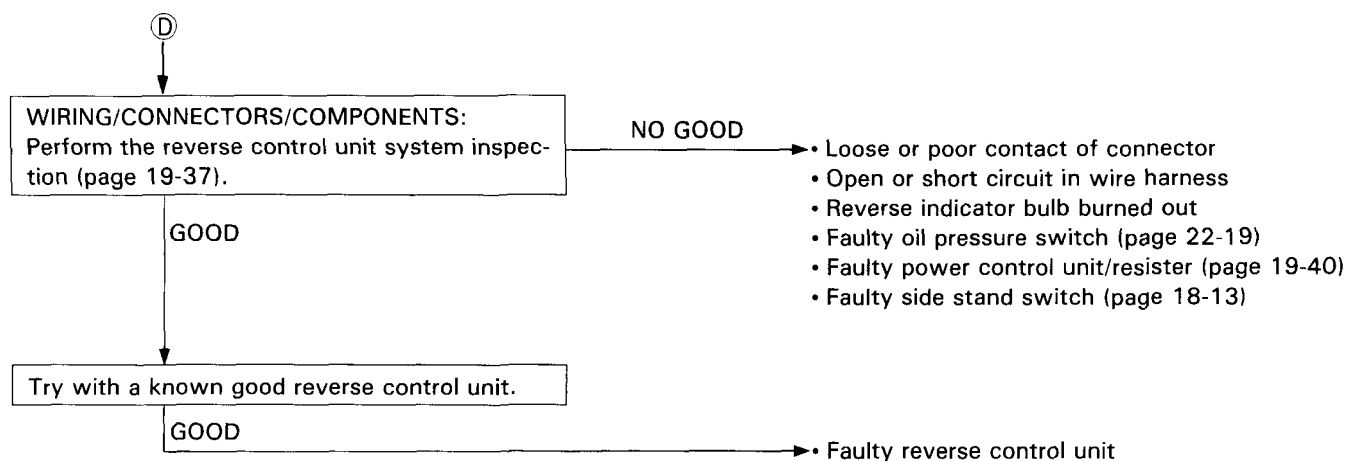 D
WIRING/CONNECTORS/COMPONENTS:
Perform the reverse control unit system inspec-
tion (page 19-37).
NO GOOD
• Loose or poor contact of connector
• Open or short circuit in wire harness
• Reverse indicator bulb burned out
• Faulty oil pressure switch (page 22-19)
• Faulty power control unit/resister (page 19-40)
• Faulty side stand switch (page 18-13)
GOOD
Try with a known good reverse control unit.
GOOD
• Faulty reverse control unit